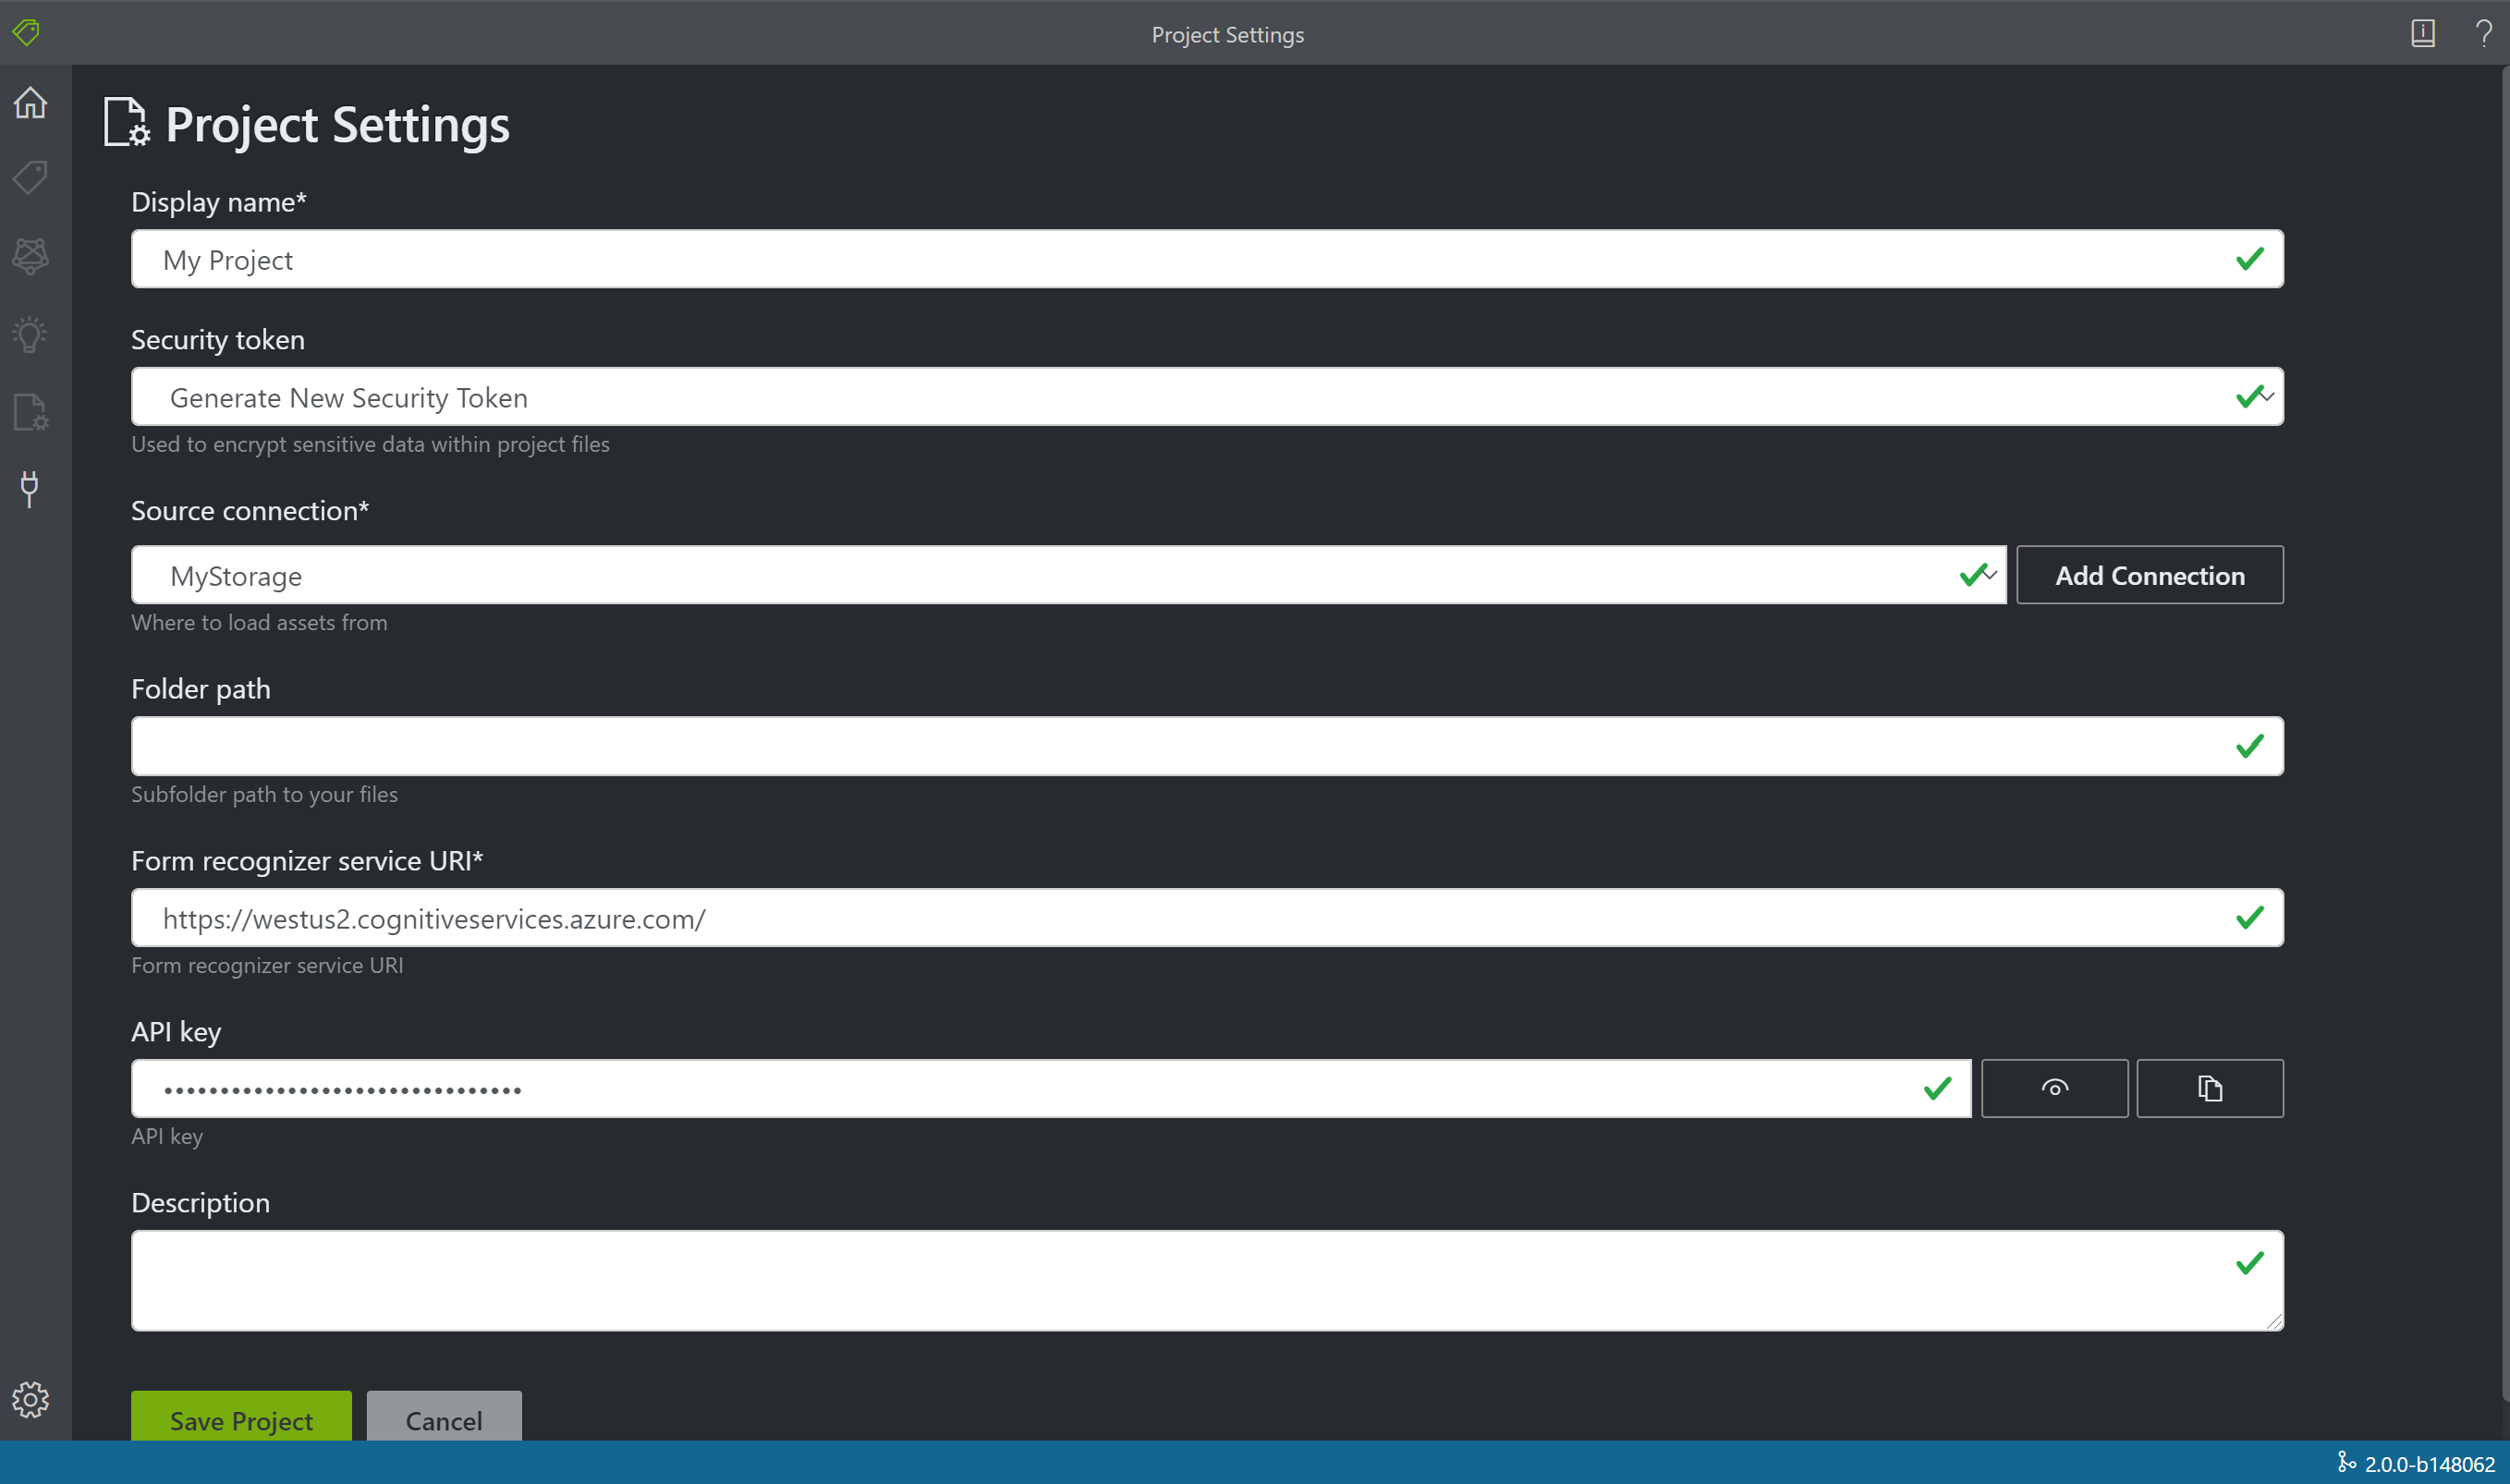 Project Settings
Project Settings
Display name*
My Project
Security token
Generate New Security Token
Used to encrypt sensitive data within project files
Source connection*
MyStorage
Add Connection
Where to load assets from
Folder path
Subfolder path to your files
Form recognizer service URI*
https://westus2.cognitiveservices.azure.com/
Form recognizer service URI
API key
••••••••••••••••••••••••••••••••
API key
Description
Save Project
Cancel
2.0.0-b148062